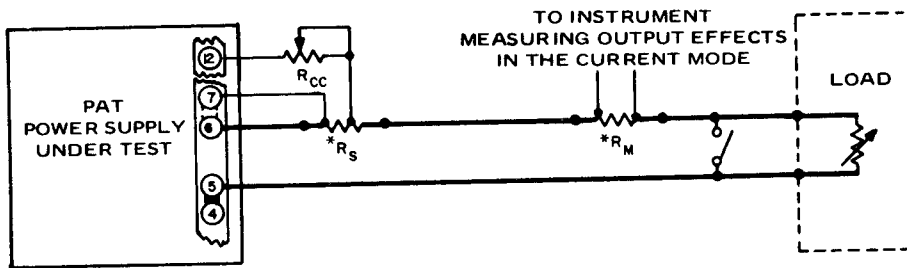 TO INSTRUMENT
MEASURING OUTPUT EFFECTS
IN THE CURRENT MODE
LOAD
PAT
POWER SUPPLY
UNDER TEST
12
7
6
5
4
RCC
*RS
*RM